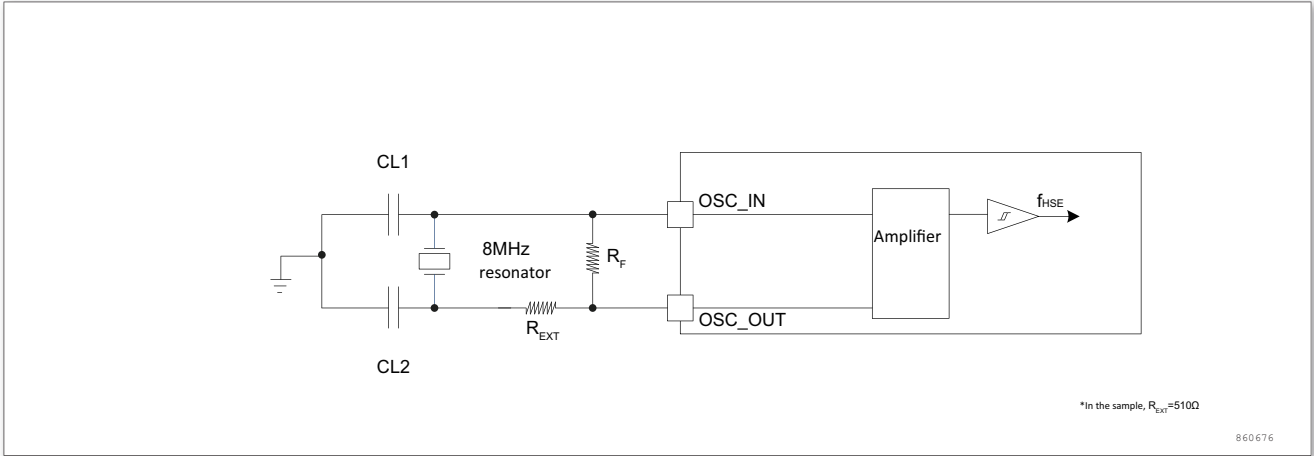 CL1
OSC_IN
fHSE
Amplifier
8MHz
resonator
RF
OSC_OUT
REXT
CL2
*In the sample, REXT=510Ω
860676